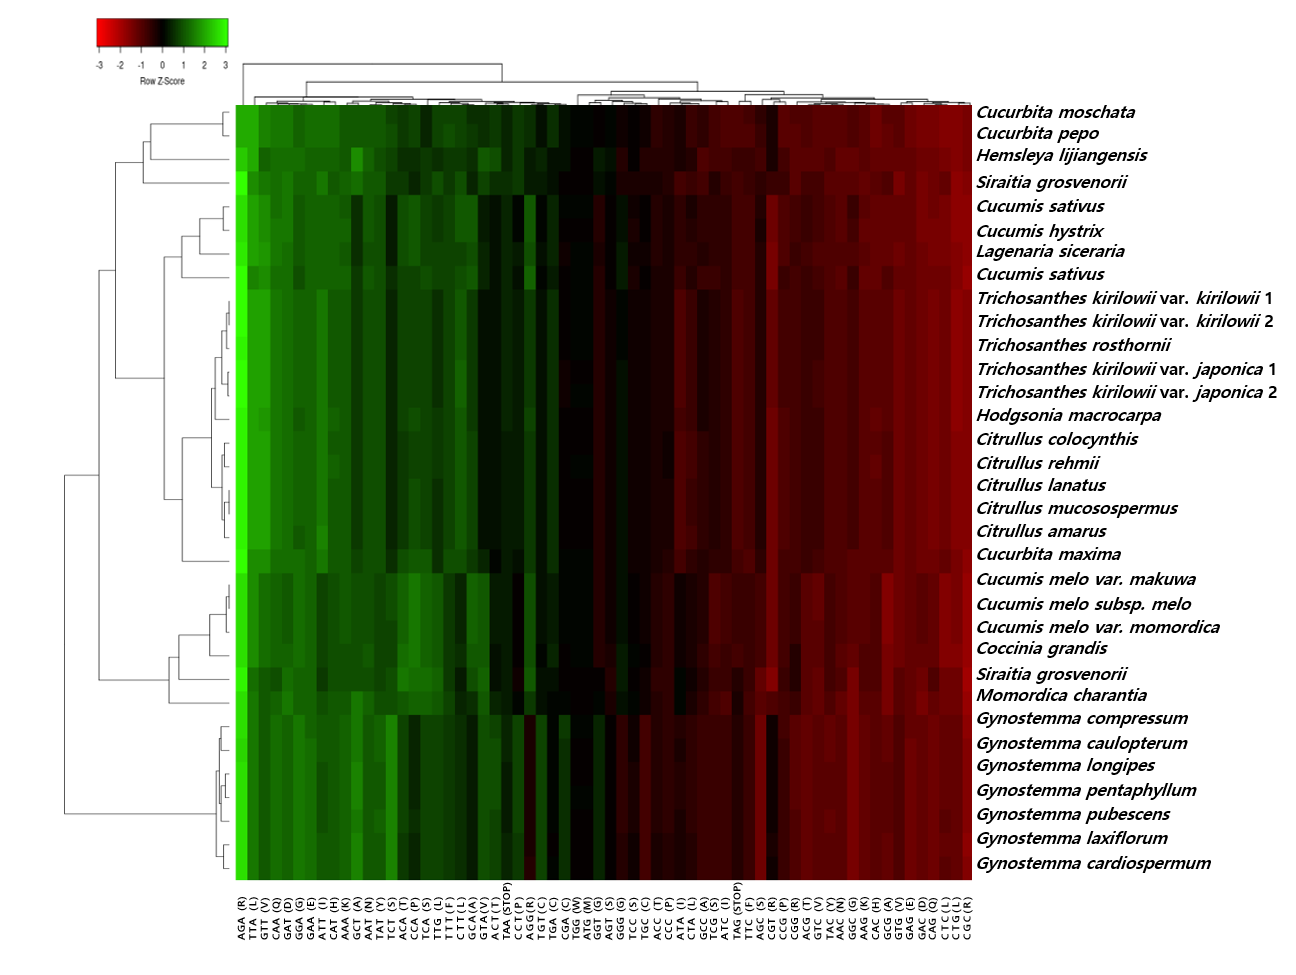 -3 -2 -1 0 1 2 3
Row Z-Score
Cucurbita moschata
Cucurbita pepo
Hemsleya lijiangensis
Siraitia grosvenorii
Cucumis sativus
Cucumis hystrix
Lagenaria siceraria
Cucumis sativus
Trichosanthes kirilowii var. kirilowii 1
Trichosanthes kirilowii var. kirilowii 2
Trichosanthes rosthornii
Trichosanthes kirilowii var. japonica 1
Trichosanthes kirilowii var. japonica 2
Hodgsonia macrocarpa
Citrullus colocynthis
Citrullus rehmii
Citrullus lanatus
Citrullus mucosospermus
Citrullus amarus
Cucurbita maxima
Cucumis melo var. makuwa
Cucumis melo subsp. melo
Cucumis melo var. momordica
Coccinia grandis
Siraitia grosvenorii
Momordica charantia
Gynostemma compressum
Gynostemma caulopterum
Gynostemma longipes
Gynostemma pentaphyllum
Gynostemma pubescens
Gynostemma laxiflorum
Gynostemma cardiospermum
AGA (R)
TTA (L)
GTT (V)
CAA (Q)
GAT (D)
GGA (G)
GAA (E)
ATT (I)
CAT (H)
AAA (K)
GCT (A)
AAT (N)
TAT (Y)
TCT (S)
ACA (T)
CCA (P)
TCA (S)
TTG (L)
TTT (F)
CTT (L)
GCA (A)
GTA (V)
ACT (T)
TAA (STOP)
CCT (P)
AGG (R)
TGT (C)
TGA (C)
CGA (C)
TGG (W)
ATG (M)
GGT (G)
AGT (S)
GGG (G)
TCC (S)
TGC (C)
ACC (T)
CCC (P)
ATA (I)
CTA (L)
GCC (A)
TCG (S)
ATC (I)
TAG (STOP)
TTC (F)
AGC (S)
CGT (R)
CCG (P)
CGG (R)
ACG (T)
GTC (V)
TAC (Y)
AAC (N)
GGC (G)
AAG (K)
CAC (H)
GCG (A)
GTG (V)
GAG (E)
GAC (D)
CAG (Q)
CTC (L)
CTG (L)
CGC (R)